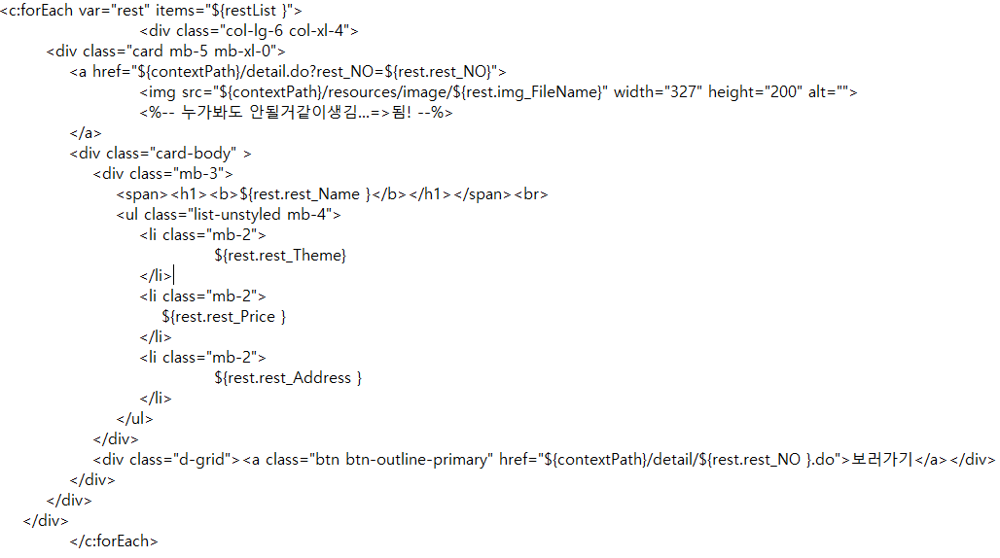 <c:forEach var="rest" items="${restList }">
<div class="col-lg-6 col-xl-4">
<div class="card mb-5 mb-xl-0">
<a href="${contextPath}/detail.do?rest_NO=${rest.rest_NO}">
<img src="${contextPath}/resources/image/${rest.img_FileName}" width="327" height="200" alt="">
<%-- 누가봐도 안될거같이생김...=>됨! --%>
</a>
<div class="card-body" >
<div class="mb-3">
<span><h1><b>${rest.rest_Name }</b></h1></span><br>
<ul class="list-unstyled mb-4">
<li class="mb-2">
${rest.rest_Theme}
</li>
<li class="mb-2">
${rest.rest_Price }
</li>
<li class="mb-2">
${rest.rest_Address }
</li>
</ul>
</div>
<div class="d-grid"><a class="btn btn-outline-primary" href="${contextPath}/detail/${rest.rest_NO }.do">보러가기</a></div>
</div>
</div>
</div>
</c:forEach>